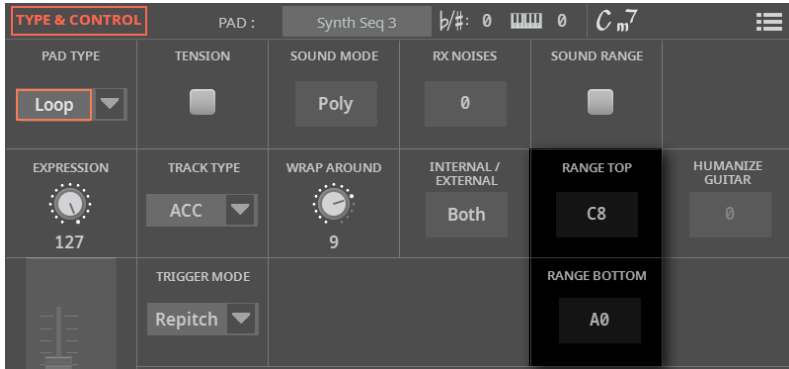 TYPE & CONTROL PAD : Synth Seq 3 b/#: 0 0 Cm7
PAD TYPE TENSION SOUND MODE RX NOISES SOUND RANGE
Loop Poly 0
EXPRESSION TRACK TYPE WRAP AROUND INTERNAL / EXTERNAL RANGE TOP HUMANIZE GUITAR
ACC Both C8 0
127 9
TRIGGER MODE RANGE BOTTOM
Repitch A0